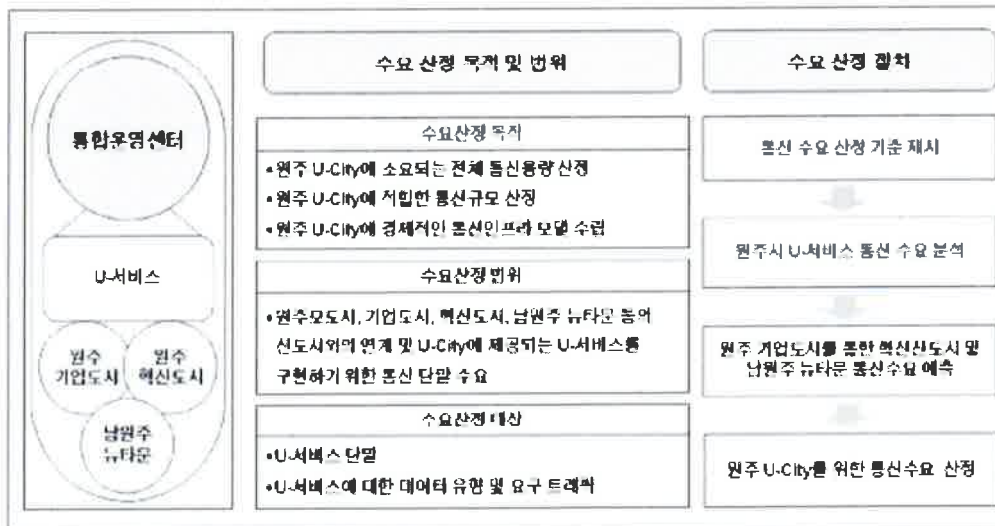 통합운영센터
U-서비스
원주
기업도시
원주
혁신도시
남원주
뉴타운
수요 산정 목적 및 범위
수요산정 목적
•원주 U-City에 소요되는 전체 통신용량 산정
•원주 U-City에 적합한 통신규모 산정
•원주 U-City에 경제적인 통신인프라 모델 수립
수요산정 범위
•원주모도시, 기업도시, 혁신도시, 남원주 뉴타운 등의
신도시와의 연계 및 U-City에 제공되는 U-서비스를
구현하기 위한 통신 단말 수요
수요산정 대상
•U-서비스 단말
•U-서비스에 대한 데이터 유형 및 요구 트래픽
수요 산정 절차
통신 수요 산정 기준 제시
원주시 U-서비스 통신 수요 분석
원주 기업도시를 통한 혁신신도시 및
남원주 뉴타운 통신수요 예측
원주 U-City를 위한 통신수요 산정